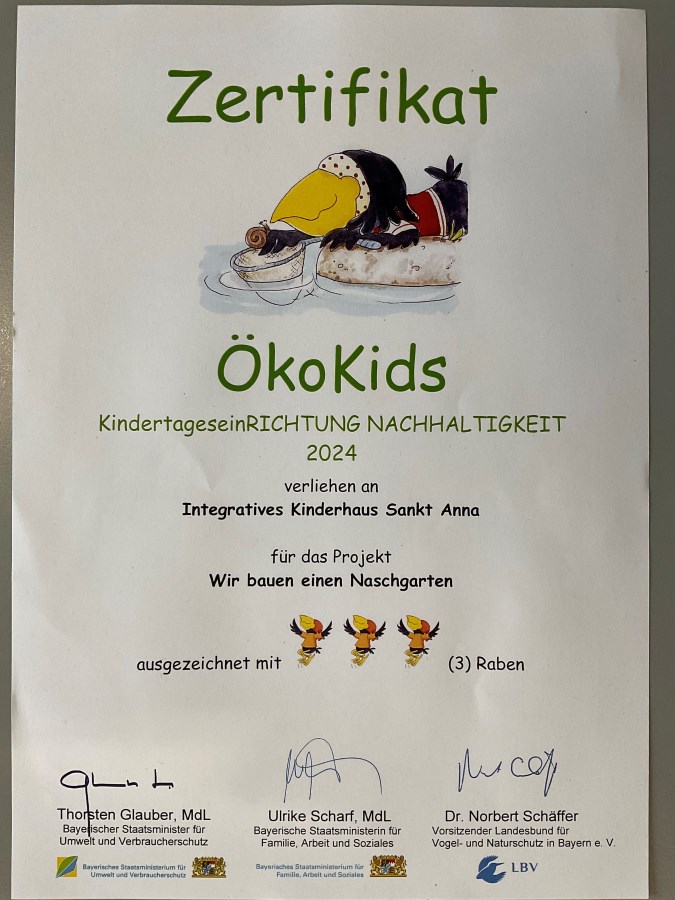 Zertifikat
ÖkoKids
KindertageseinRICHTUNG NACHHALTIGKEIT
2024
verliehen an
Integratives Kinderhaus Sankt Anna
für das Projekt
Wir bauen einen Naschgarten
ausgezeichnet mit (3) Raben
Thorsten Glauber, MdL
Bayerischer Staatsminister für
Umwelt und Verbraucherschutz
Bayerisches Staatsministerium für
Umwelt und Verbraucherschutz
Ulrike Scharf, MdL
Bayerische Staatsministerin für
Familie, Arbeit und Soziales
Bayerisches Staatsministerium für
Familie, Arbeit und Soziales
Dr. Norbert Schäffer
Vorsitzender Landesbund für
Vogel- und Naturschutz in Bayern e. V.
LBV